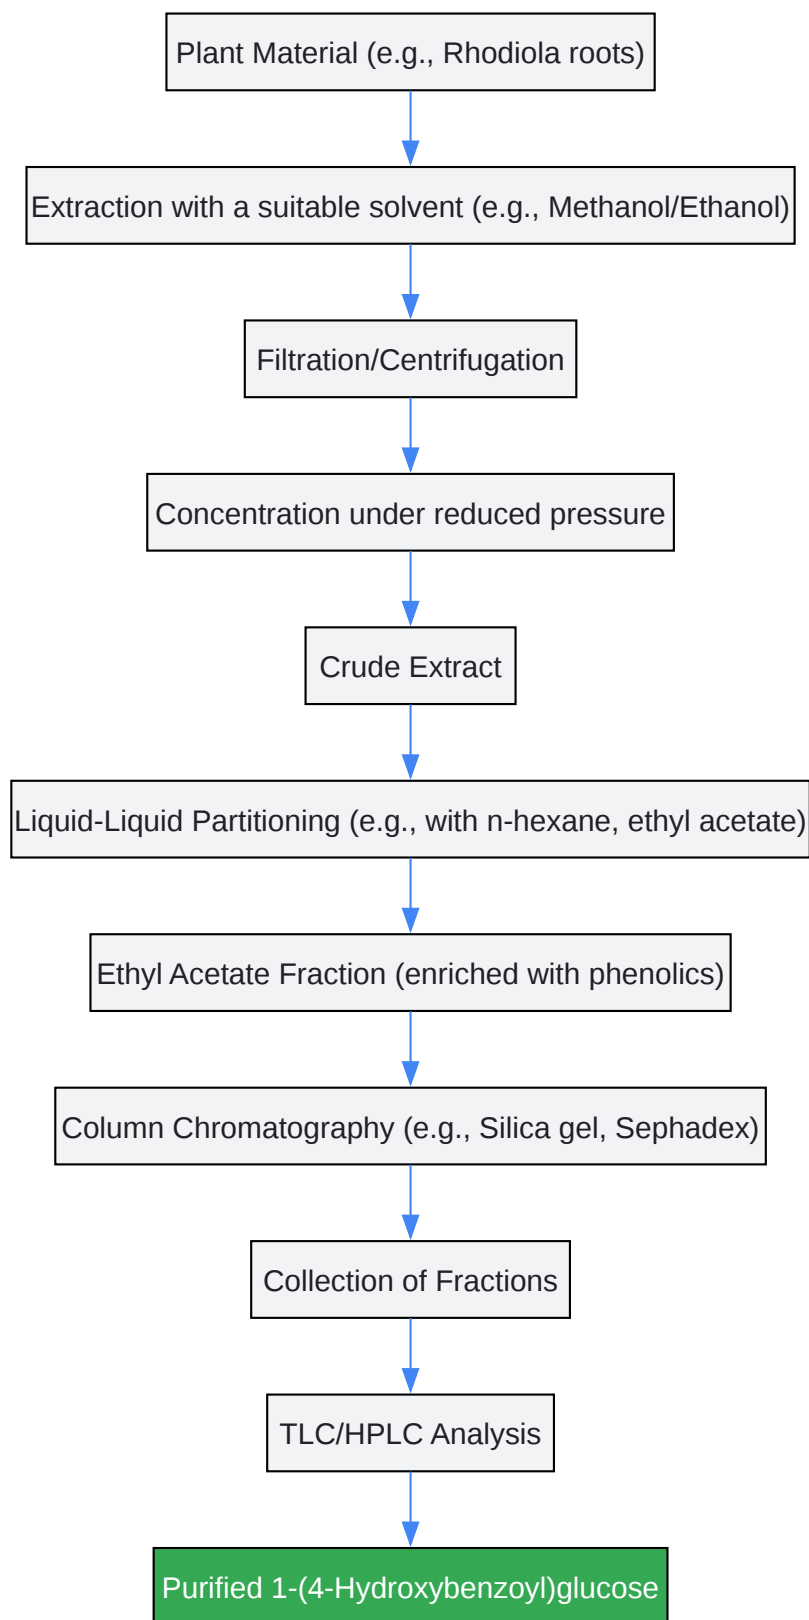 Plant Material (e.g., Rhodiola roots)
Extraction with a suitable solvent (e.g., Methanol/Ethanol)
Filtration/Centrifugation
Concentration under reduced pressure
Crude Extract
Liquid-Liquid Partitioning (e.g., with n-hexane, ethyl acetate)
Ethyl Acetate Fraction (enriched with phenolics)
Column Chromatography (e.g., Silica gel, Sephadex)
Collection of Fractions
TLC/HPLC Analysis
Purified 1-(4-Hydroxybenzoyl)glucose